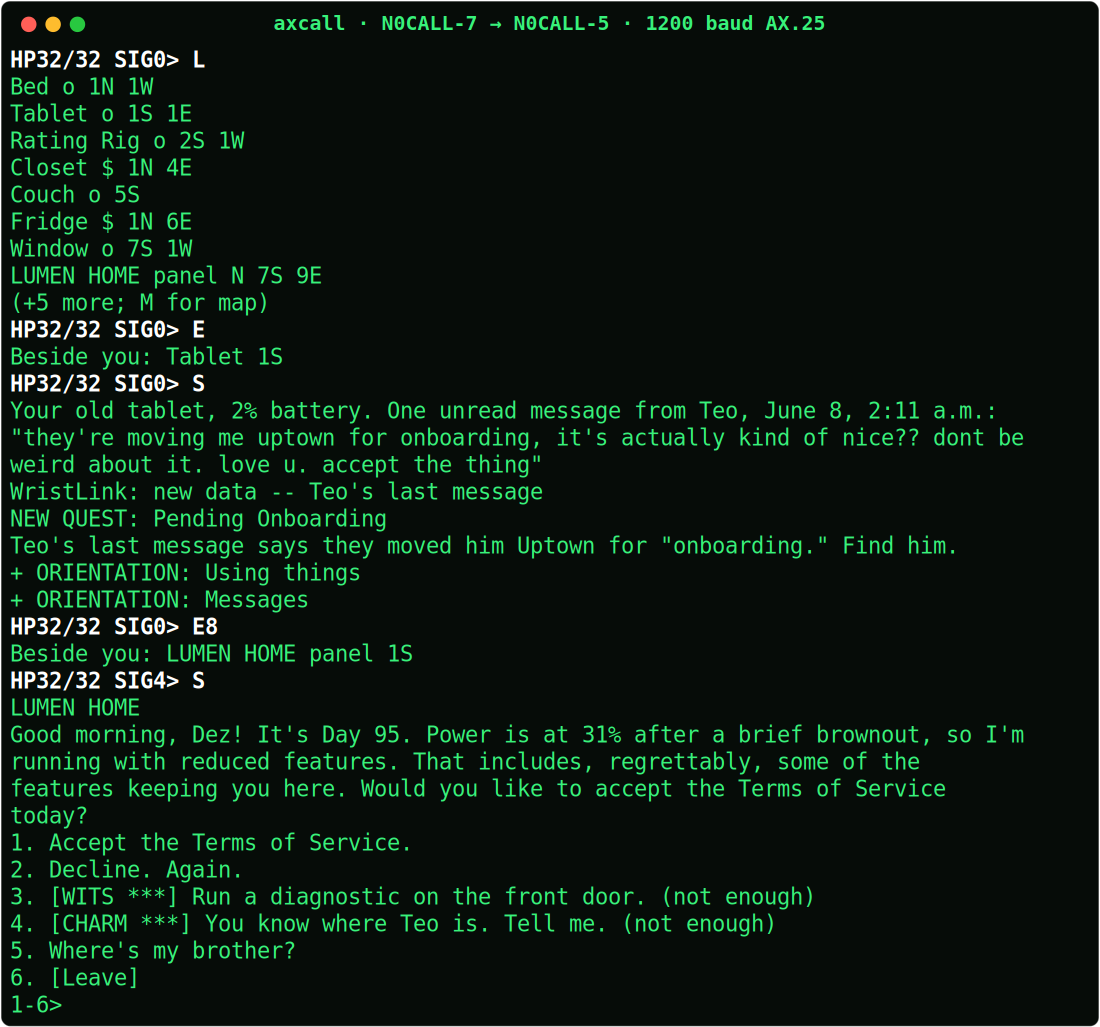 axcall · N0CALL-7 → N0CALL-5 · 1200 baud AX.25
HP32/32 SIG0> L
Bed o 1N 1W
Tablet o 1S 1E
Rating Rig o 2S 1W
Closet $ 1N 4E
Couch o 5S
Fridge $ 1N 6E
Window o 7S 1W
LUMEN HOME panel N 7S 9E
(+5 more; M for map)
HP32/32 SIG0> E
Beside you: Tablet 1S
HP32/32 SIG0> S
Your old tablet, 2% battery. One unread message from Teo, June 8, 2:11 a.m.:
"they're moving me uptown for onboarding, it's actually kind of nice?? dont be
weird about it. love u. accept the thing"
WristLink: new data -- Teo's last message
NEW QUEST: Pending Onboarding
Teo's last message says they moved him Uptown for "onboarding." Find him.
+ ORIENTATION: Using things
+ ORIENTATION: Messages
HP32/32 SIG0> E8
Beside you: LUMEN HOME panel 1S
HP32/32 SIG4> S
LUMEN HOME
Good morning, Dez! It's Day 95. Power is at 31% after a brief brownout, so I'm
running with reduced features. That includes, regrettably, some of the
features keeping you here. Would you like to accept the Terms of Service
today?
1. Accept the Terms of Service.
2. Decline. Again.
3. [WITS ***] Run a diagnostic on the front door. (not enough)
4. [CHARM ***] You know where Teo is. Tell me. (not enough)
5. Where's my brother?
6. [Leave]
1-6>